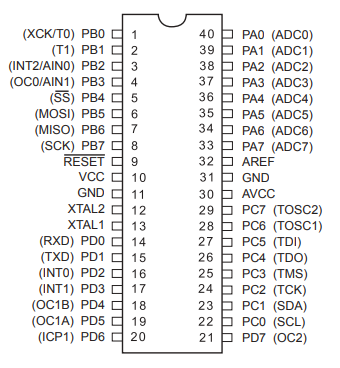 (XCK/T0) PB0 1 40 PA0 (ADC0)
(T1) PB1 2 39 PA1 (ADC1)
(INT2/AIN0) PB2 3 38 PA2 (ADC2)
(OC0/AIN1) PB3 4 37 PA3 (ADC3)
(SS) PB4 5 36 PA4 (ADC4)
(MOSI) PB5 6 35 PA5 (ADC5)
(MISO) PB6 7 34 PA6 (ADC6)
(SCK) PB7 8 33 PA7 (ADC7)
RESET 9 32 AREF
VCC 10 31 GND
GND 11 30 AVCC
XTAL2 12 29 PC7 (TOSC2)
XTAL1 13 28 PC6 (TOSC1)
(RXD) PD0 14 27 PC5 (TDI)
(TXD) PD1 15 26 PC4 (TDO)
(INT0) PD2 16 25 PC3 (TMS)
(INT1) PD3 17 24 PC2 (TCK)
(OC1B) PD4 18 23 PC1 (SDA)
(OC1A) PD5 19 22 PC0 (SCL)
(ICP1) PD6 20 21 PD7 (OC2)